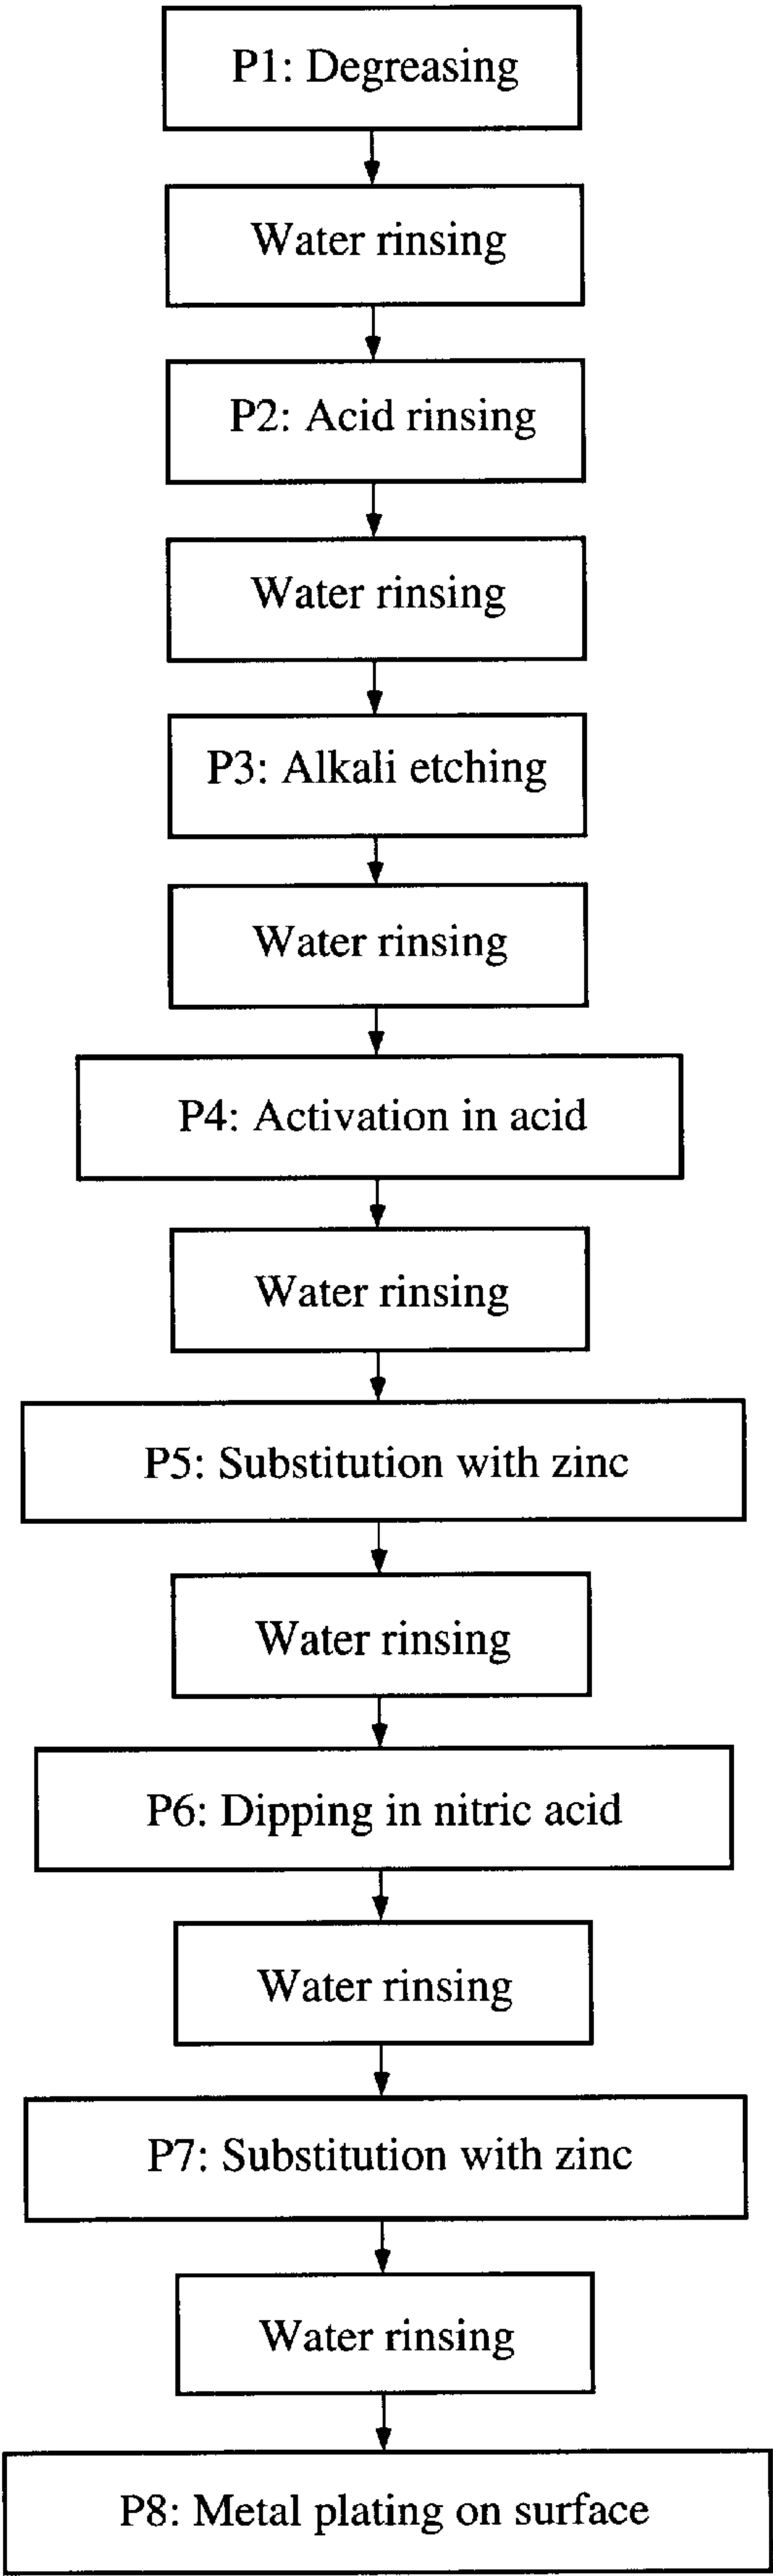 P1: Degreasing
Water rinsing
P2: Acid rinsing
Water rinsing
P3: Alkali etching
Water rinsing
P4: Activation in acid
Water rinsing
P5: Substitution with zinc
Water rinsing
P6: Dipping in nitric acid
Water rinsing
P7: Substitution with zinc
Water rinsing
P8: Metal plating on surface